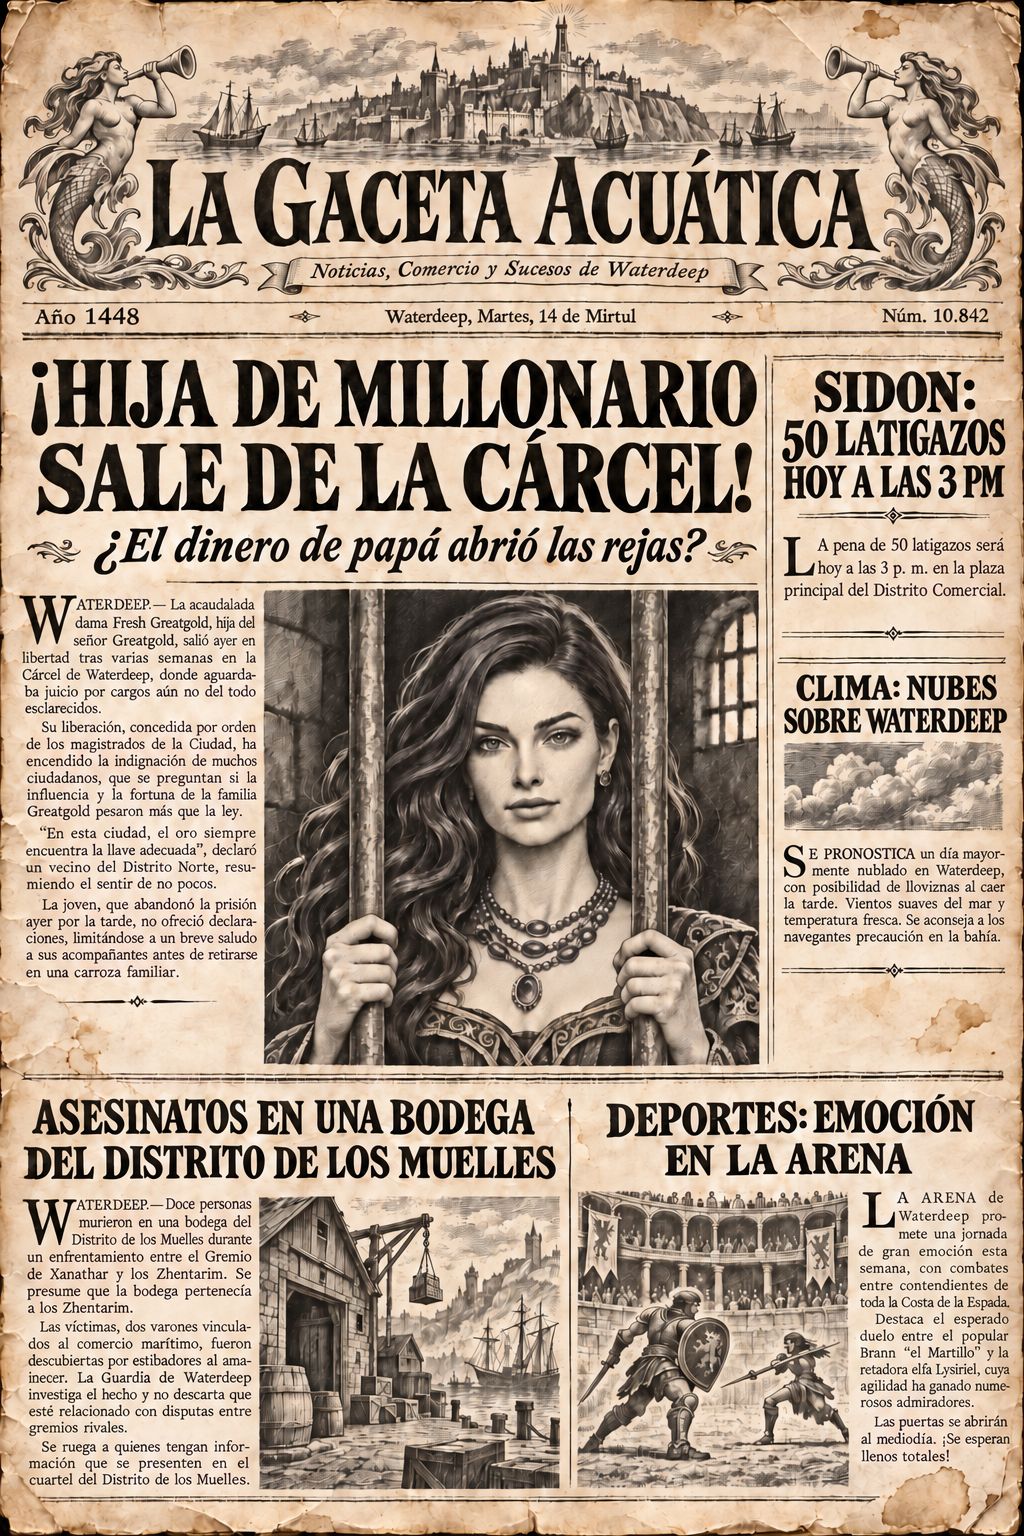 LA GACETA ACUÁTICA
Noticias, Comercio y Sucesos de Waterdeep
Año 1448
Waterdeep, Martes, 14 de Mirtul
Núm. 10.842
¡HIJA DE MILLONARIO
SALE DE LA CÁRCEL!
¿El dinero de papá abrió las rejas?
WATERDEEP.— La acaudalada
dama Fresh Greatgold, hija del
señor Greatgold, salió ayer en
libertad tras varias semanas en la
Cárcel de Waterdeep, donde aguarda-
ba juicio por cargos aún no del todo
esclarecidos.
Su liberación, concedida por orden
de los magistrados de la Ciudad, ha
encendido la indignación de muchos
ciudadanos, que se preguntan si la
influencia y la fortuna de la familia
Greatgold pesaron más que la ley.
“En esta ciudad, el oro siempre
encuentra la llave adecuada”, declaró
un vecino del Distrito Norte, resu-
miendo el sentir de no pocos.
La joven, que abandonó la prisión
ayer por la tarde, no ofreció declara-
ciones, limitándose a un breve saludo
a sus acompañantes antes de retirarse
en una carroza familiar.
SIDON:
50 LATIGAZOS
HOY A LAS 3 PM
LA pena de 50 latigazos será
hoy a las 3 p. m. en la plaza
principal del Distrito Comercial.
CLIMA: NUBES
SOBRE WATERDEEP
SE PRONOSTICA un día mayor-
mente nublado en Waterdeep,
con posibilidad de lloviznas al caer
la tarde. Vientos suaves del mar y
temperatura fresca. Se aconseja a los
navegantes precaución en la bahía.
ASESINATOS EN UNA BODEGA
DEL DISTRITO DE LOS MUELLES
WATERDEEP.— Doce personas
murieron en una bodega del
Distrito de los Muelles durante
un enfrentamiento entre el Gremio
de Xanathar y los Zhentarim. Se
presume que la bodega pertenecía
a los Zhentarim.
Las víctimas, dos varones vincula-
dos al comercio marítimo, fueron
descubiertas por estibadores al ama-
necer. La Guardia de Waterdeep
investiga el hecho y no descarta que
esté relacionado con disputas entre
gremios rivales.
Se ruega a quienes tengan infor-
mación que se presenten en el
cuartel del Distrito de los Muelles.
DEPORTES: EMOCIÓN
EN LA ARENA
LA ARENA de
Waterdeep pro-
mete una jornada
de gran emoción esta
semana, con combates
entre contendientes de
toda la Costa de la Espada.
Destaca el esperado
duelo entre el popular
Brann “el Martillo” y la
retadora elfa Lysiriel, cuya
agilidad ha ganado nume-
rosos admiradores.
Las puertas se abrirán
al mediodía. ¡Se esperan
llenos totales!